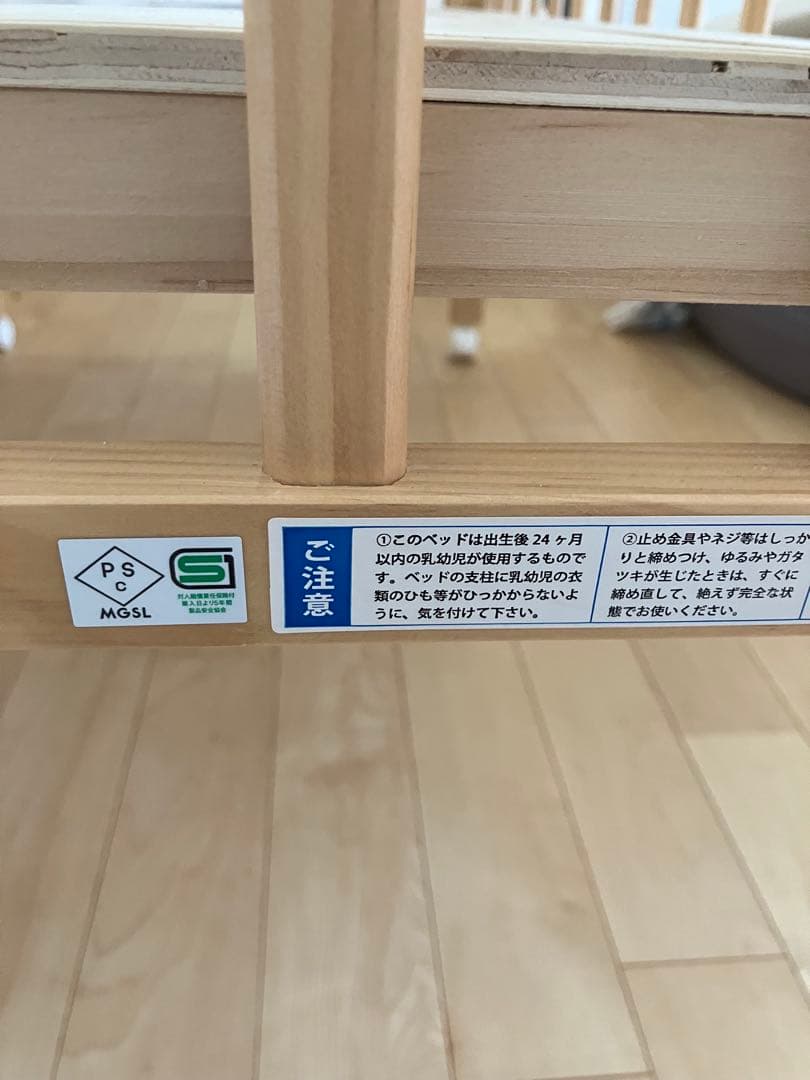 PS
C
MGSL
SG
対人賠償責任保険付
購入日より5年間
製品安全協会
ご注意
①このベッドは出生後24ヶ月
以内の乳幼児が使用するもので
す。ベッドの支柱に乳幼児の衣
類のひも等がひっかからないよ
うに、気を付けて下さい。
②止め金具やネジ等はしっか
りと締めつけ、ゆるみやガタ
ツキが生じたときは、すぐに
締め直して、絶えず完全な状
態でお使いください。